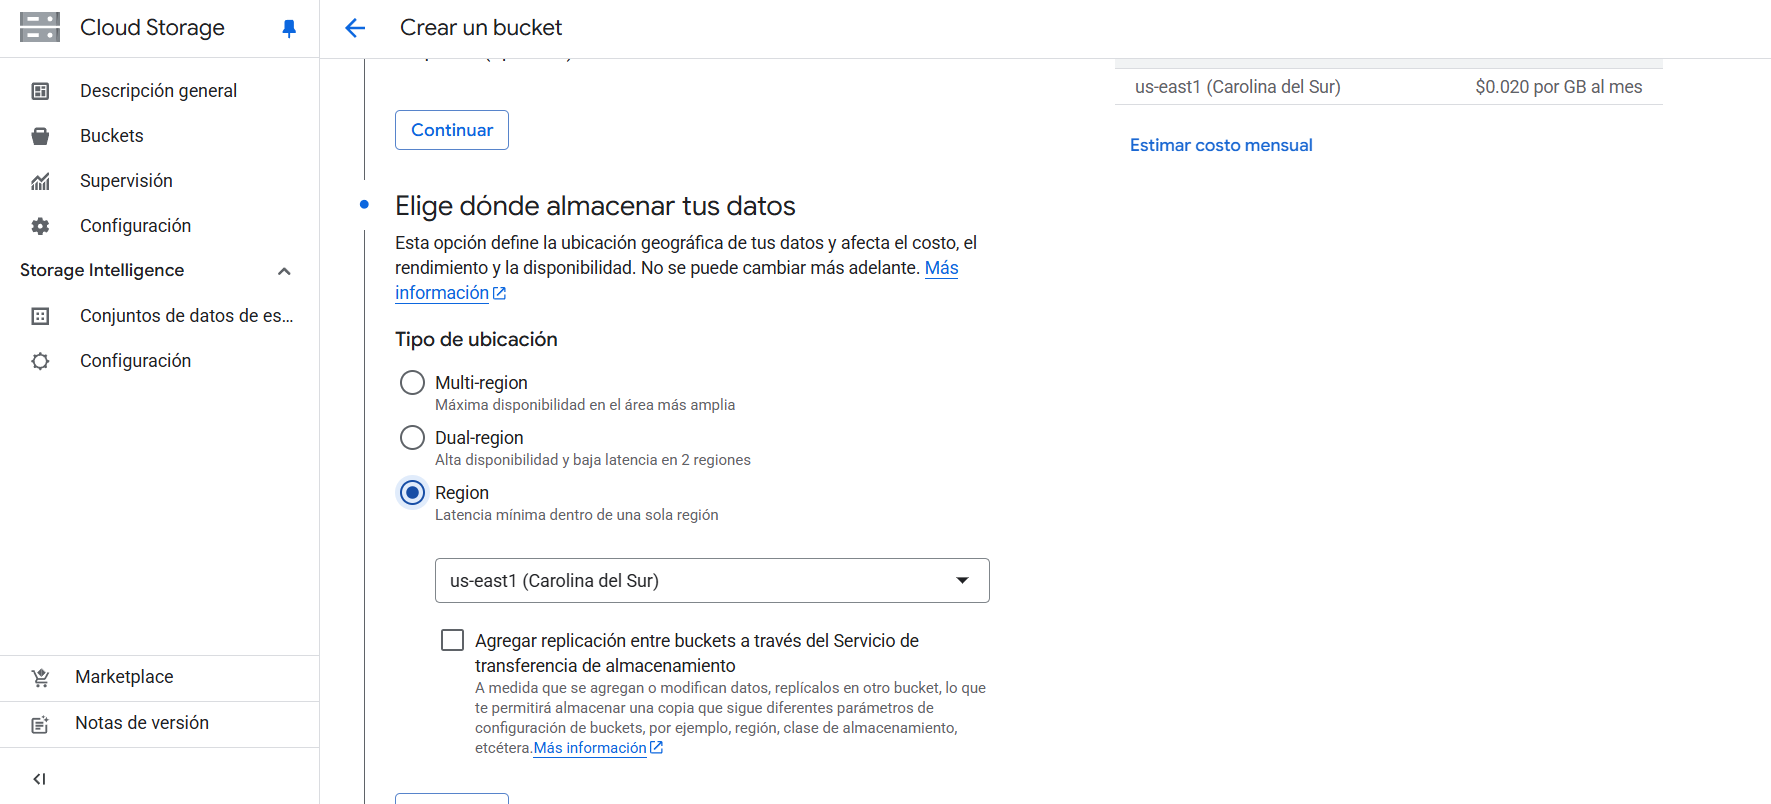 Cloud Storage
Crear un bucket
Descripción general
Buckets
Supervisión
Configuración
Storage Intelligence
Conjuntos de datos de es...
Configuración
Marketplace
Notas de versión
Continuar
Elige dónde almacenar tus datos
Esta opción define la ubicación geográfica de tus datos y afecta el costo, el
rendimiento y la disponibilidad. No se puede cambiar más adelante. Más
información
Tipo de ubicación
Multi-region
Máxima disponibilidad en el área más amplia
Dual-region
Alta disponibilidad y baja latencia en 2 regiones
Region
Latencia mínima dentro de una sola región
us-east1 (Carolina del Sur)
Agregar replicación entre buckets a través del Servicio de
transferencia de almacenamiento
A medida que se agregan o modifican datos, replícalos en otro bucket, lo que
te permitirá almacenar una copia que sigue diferentes parámetros de
configuración de buckets, por ejemplo, región, clase de almacenamiento,
etcétera.Más información
us-east1 (Carolina del Sur) $0.020 por GB al mes
Estimar costo mensual